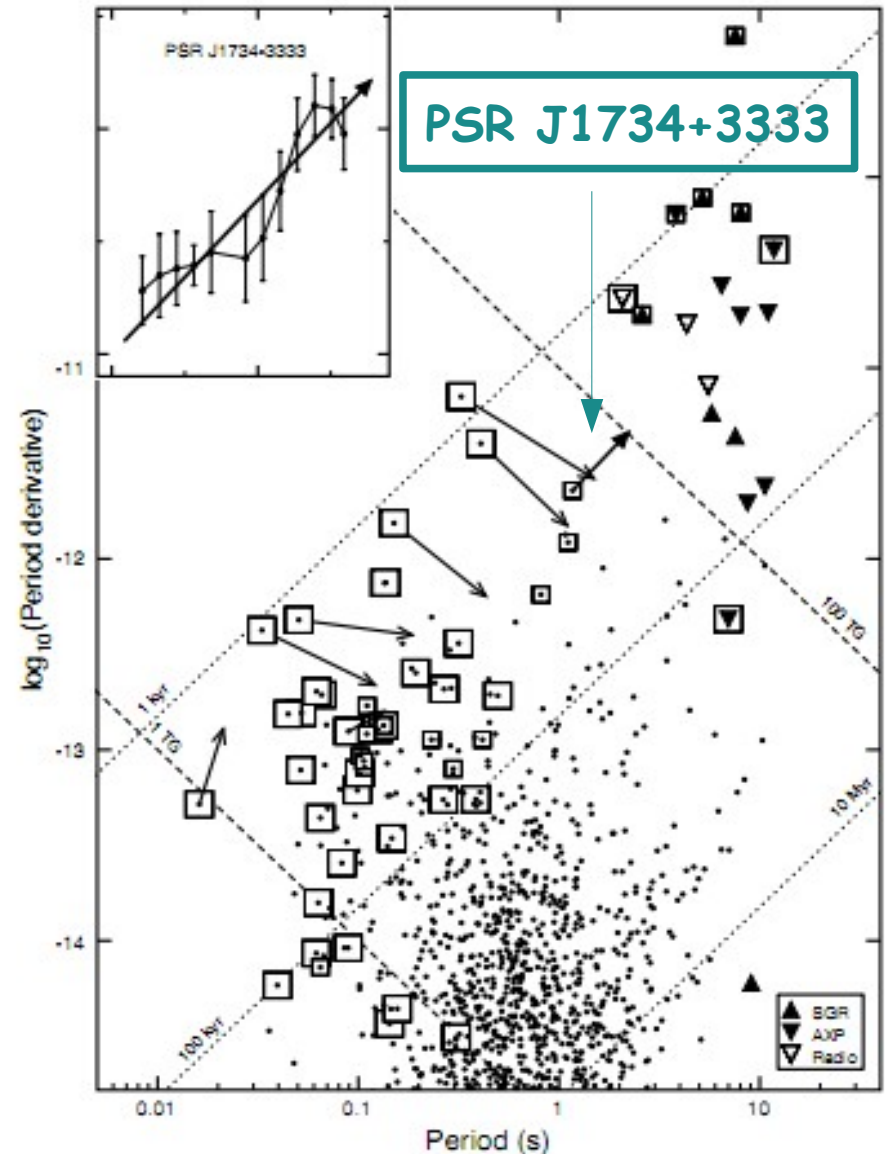 PSR J1734+3333
PSR J1734+3333
-11
-12
-13
-14
log10(Period derivative)
1 Kyr
1 TG
100 TG
10 Myr
100 Kyr
SGR
AXP
Radio
0.01
0.1
1
10
Period (s)